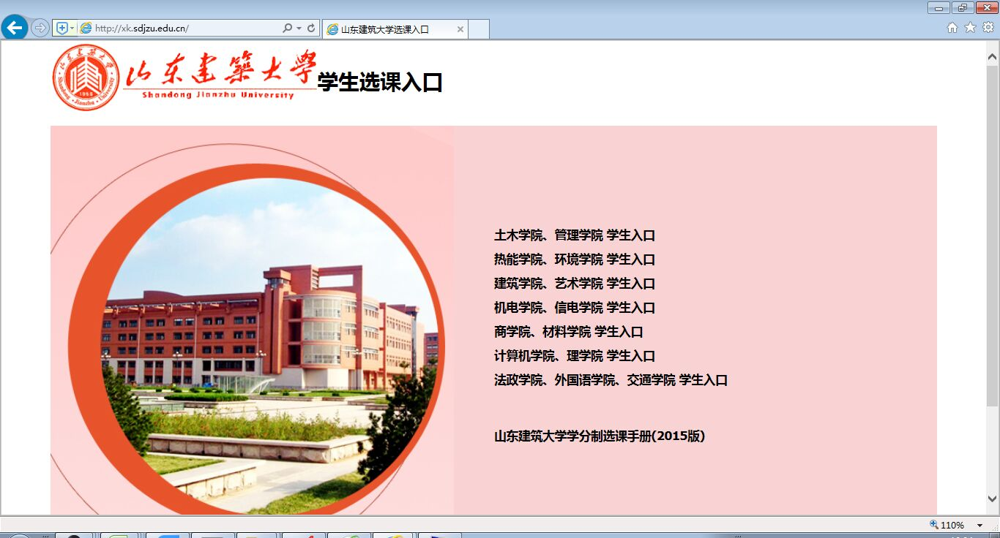 http://xk.sdjzu.edu.cn/
山东建筑大学选课入口
山东建筑大学
Shandong Jianzhu University
1956
Shandong · Jianzhu · University
学生选课入口
土木学院、管理学院 学生入口
热能学院、环境学院 学生入口
建筑学院、艺术学院 学生入口
机电学院、信电学院 学生入口
商学院、材料学院 学生入口
计算机学院、理学院 学生入口
法政学院、外国语学院、交通学院 学生入口
山东建筑大学学分制选课手册(2015版)
110%